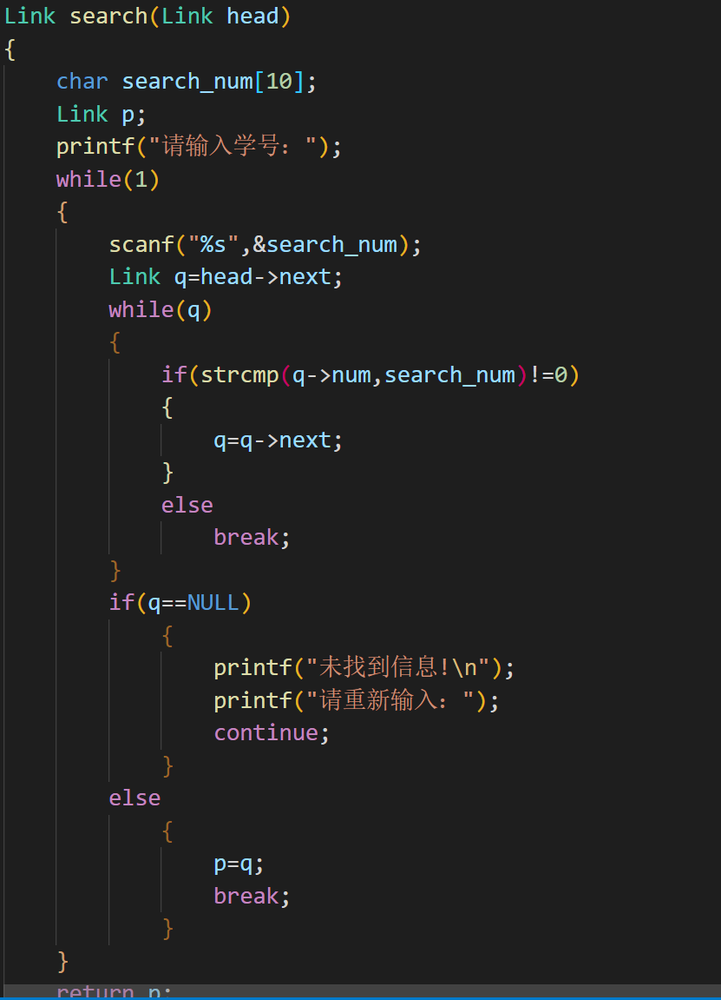 Link search(Link head)
{
char search_num[10];
Link p;
printf("请输入学号：");
while(1)
{
scanf("%s",&search_num);
Link q=head->next;
while(q)
{
if(strcmp(q->num,search_num)!=0)
{
q=q->next;
}
else
break;
}
if(q==NULL)
{
printf("未找到信息!\n");
printf("请重新输入：");
continue;
}
else
{
p=q;
break;
}
}
return p;